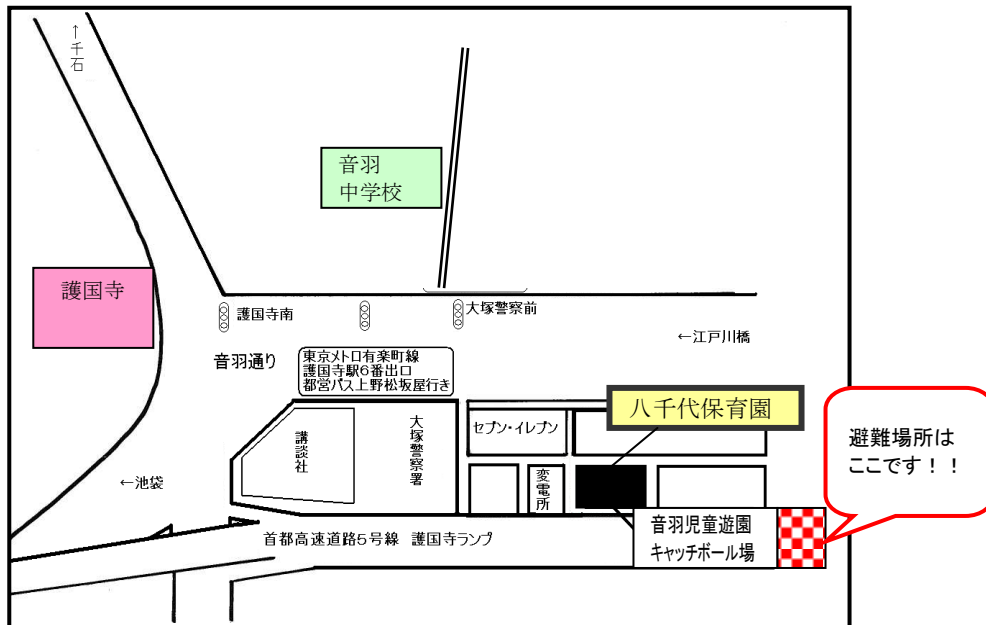 ↑千石
音羽
中学校
護国寺
護国寺南
大塚警察前
←江戸川橋
音羽通り
東京メトロ有楽町線
護国寺駅6番出口
都営バス上野松坂屋行き
八千代保育園
講談社
大塚警察署
セブン・イレブン
避難場所は
ここです！！
←池袋
変電所
首都高速道路5号線 護国寺ランプ
音羽児童遊園
キャッチボール場